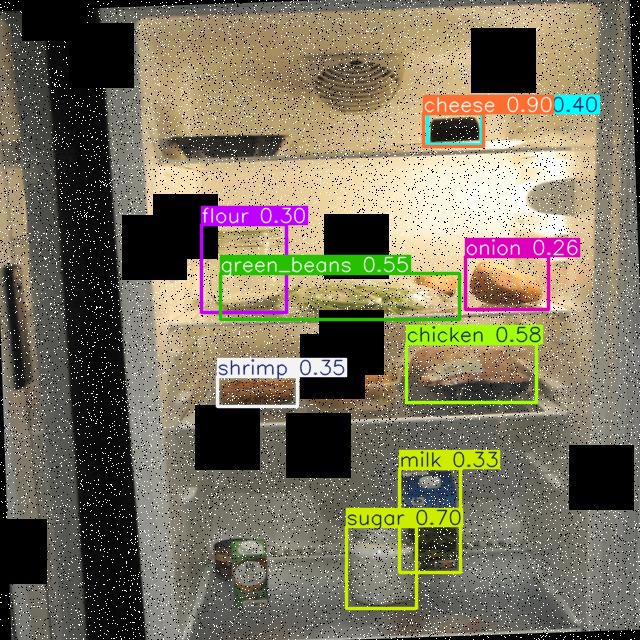 cheese 0.90 0.40
flour 0.30
onion 0.26
green_beans 0.55
chicken 0.58
shrimp 0.35
milk 0.33
sugar 0.70